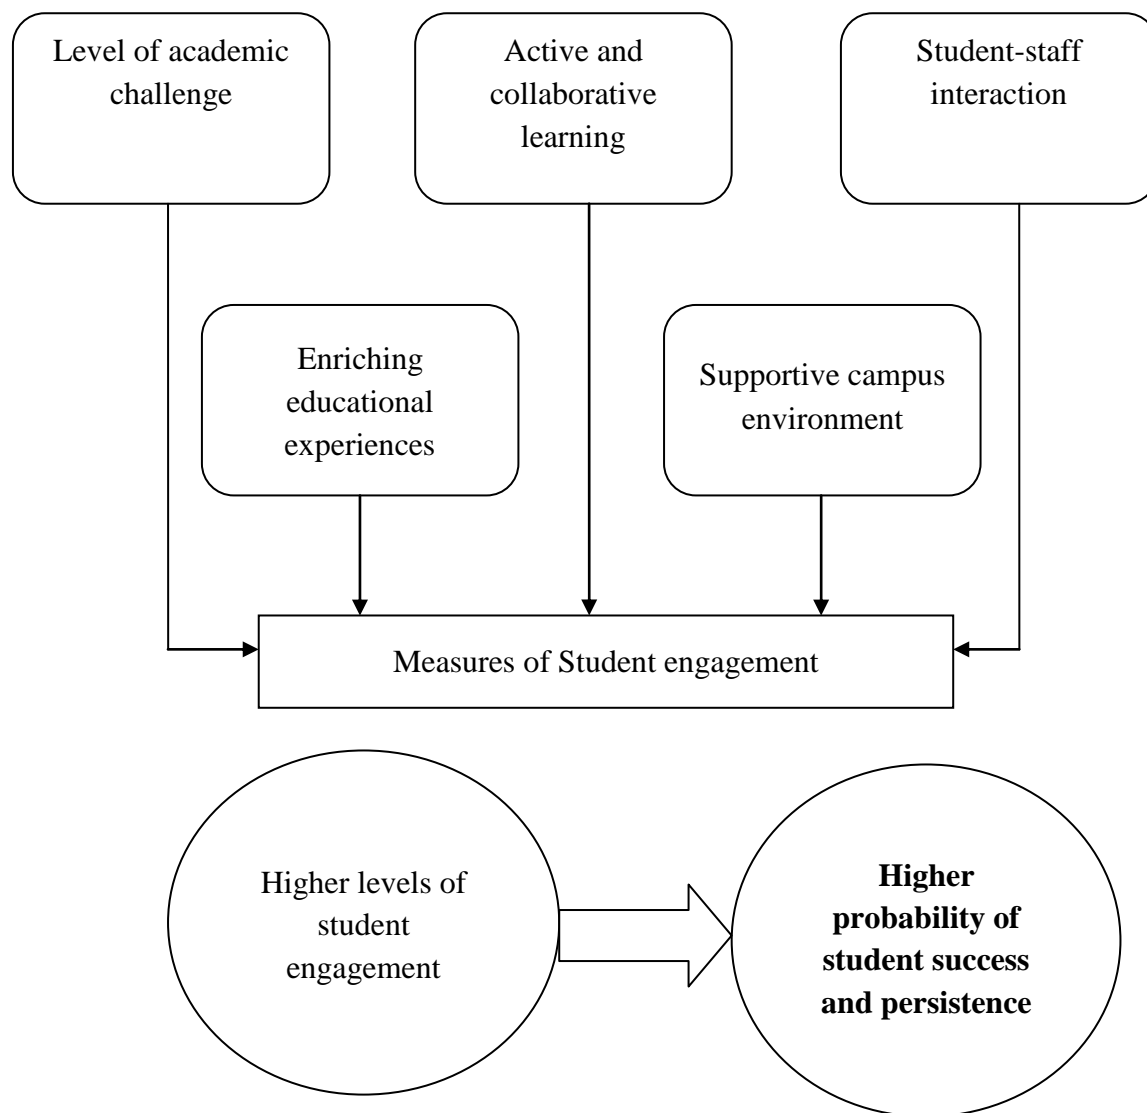 Level of academic
challenge
Active and
collaborative
learning
Student-staff
interaction
Enriching
educational
experiences
Supportive campus
environment
Measures of Student engagement
Higher levels of
student
engagement
Higher
probability of
student success
and persistence